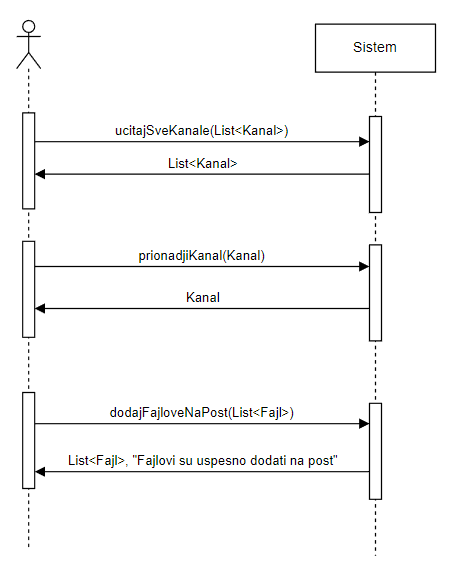 Sistem
ucitajSveKanale(List<Kanal>)
List<Kanal>
prionadjiKanal(Kanal)
Kanal
dodajFajloveNaPost(List<Fajl>)
List<Fajl>, "Fajlovi su uspesno dodati na post"